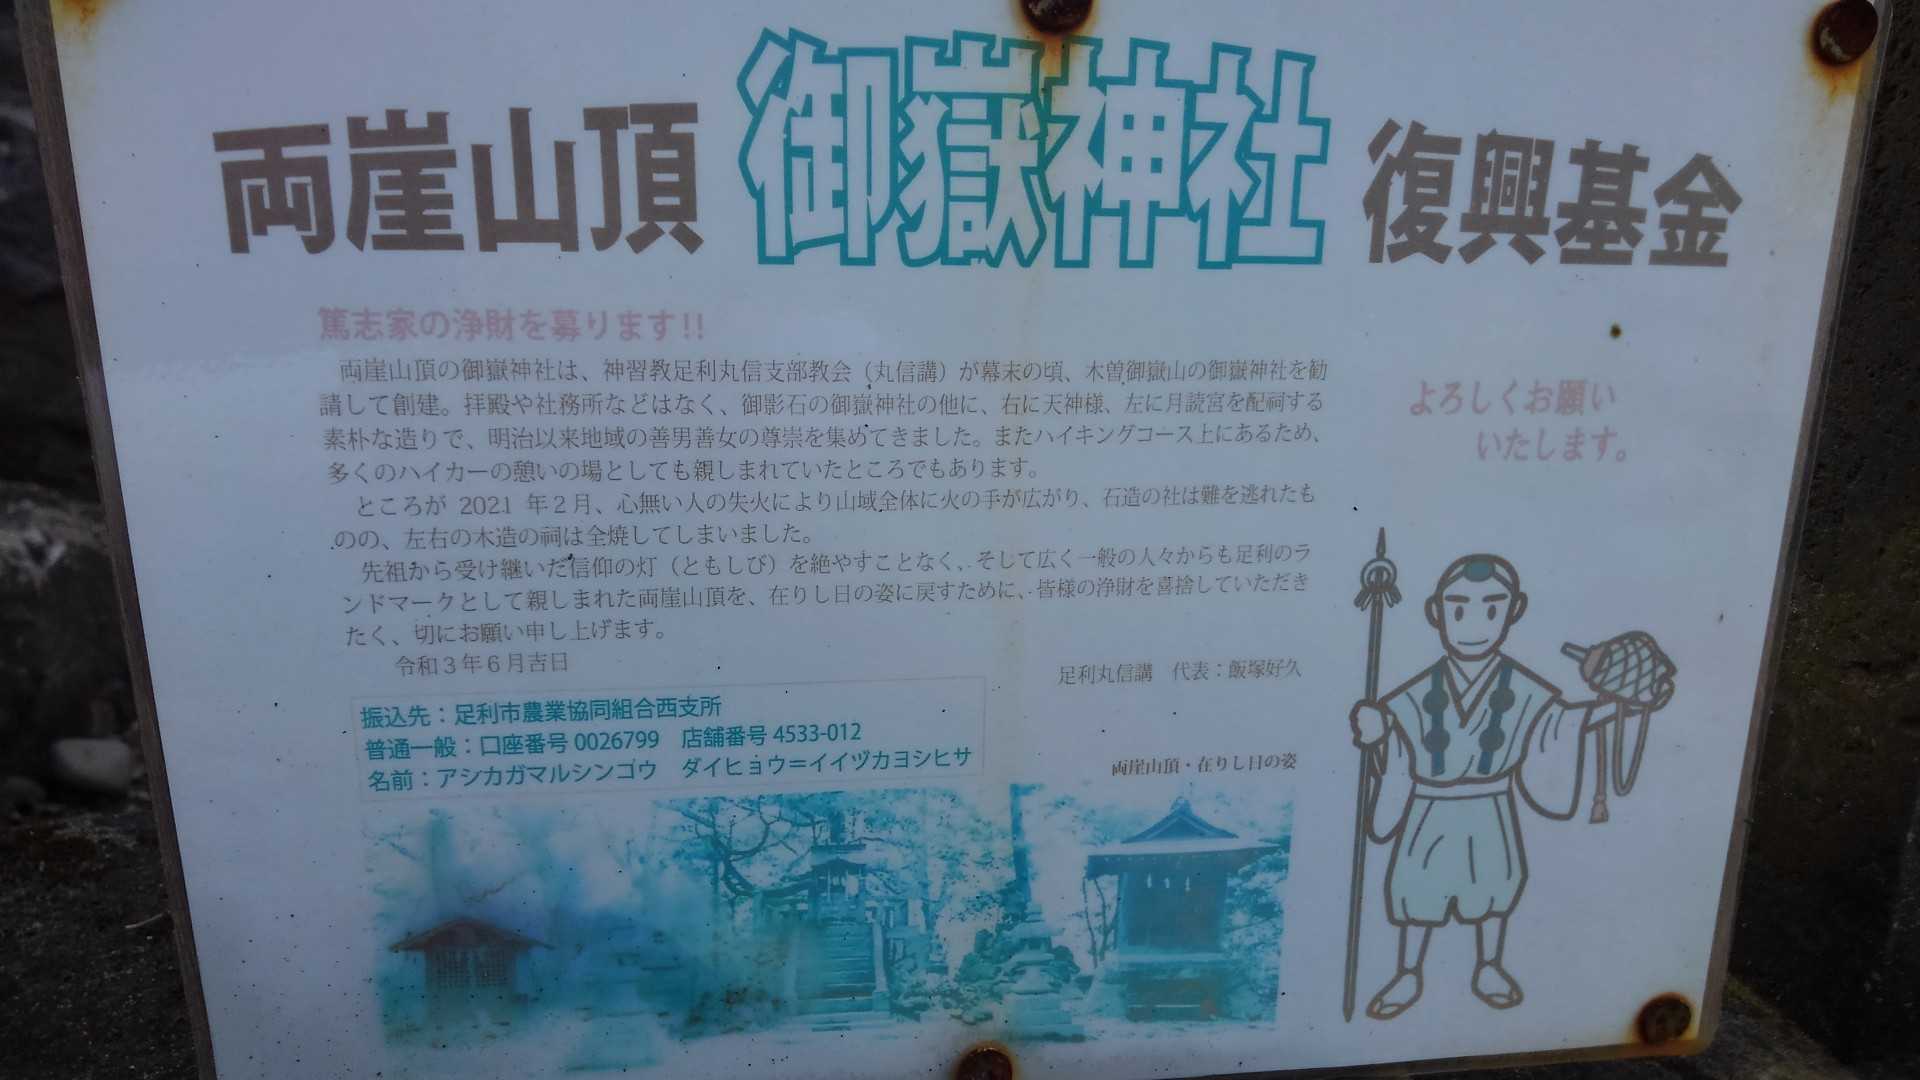 両崖山頂 御嶽神社 復興基金
篤志家の浄財を募ります!!
両崖山頂の御嶽神社は、神習教足利丸信支部教会（丸信講）が幕末の頃、木曽御嶽山の御嶽神社を勧
請して創建。拝殿や社務所などはなく、御影石の御嶽神社の他に、右に天神様、左に月読宮を配祠する
素朴な造りで、明治以来地域の善男善女の尊崇を集めてきました。またハイキングコース上にあるため、
多くのハイカーの憩いの場としても親しまれていたところでもあります。
ところが 2021 年２月、心無い人の失火により山域全体に火の手が広がり、石造の社は難を逃れたも
のの、左右の木造の祠は全焼してしまいました。
先祖から受け継いだ信仰の灯（ともしび）を絶やすことなく、そして広く一般の人々からも足利のラ
ンドマークとして親しまれた両崖山頂を、在りし日の姿に戻すために、皆様の浄財を喜捨していただき
たく、切にお願い申し上げます。
令和３年６月吉日
足利丸信講　代表：飯塚好久
よろしくお願い
いたします。
振込先：足利市農業協同組合西支所
普通一般：口座番号 0026799　店舗番号 4533-012
名前：アシカガマルシンゴウ　ダイヒョウ＝イイヅカヨシヒサ
両崖山頂・在りし日の姿